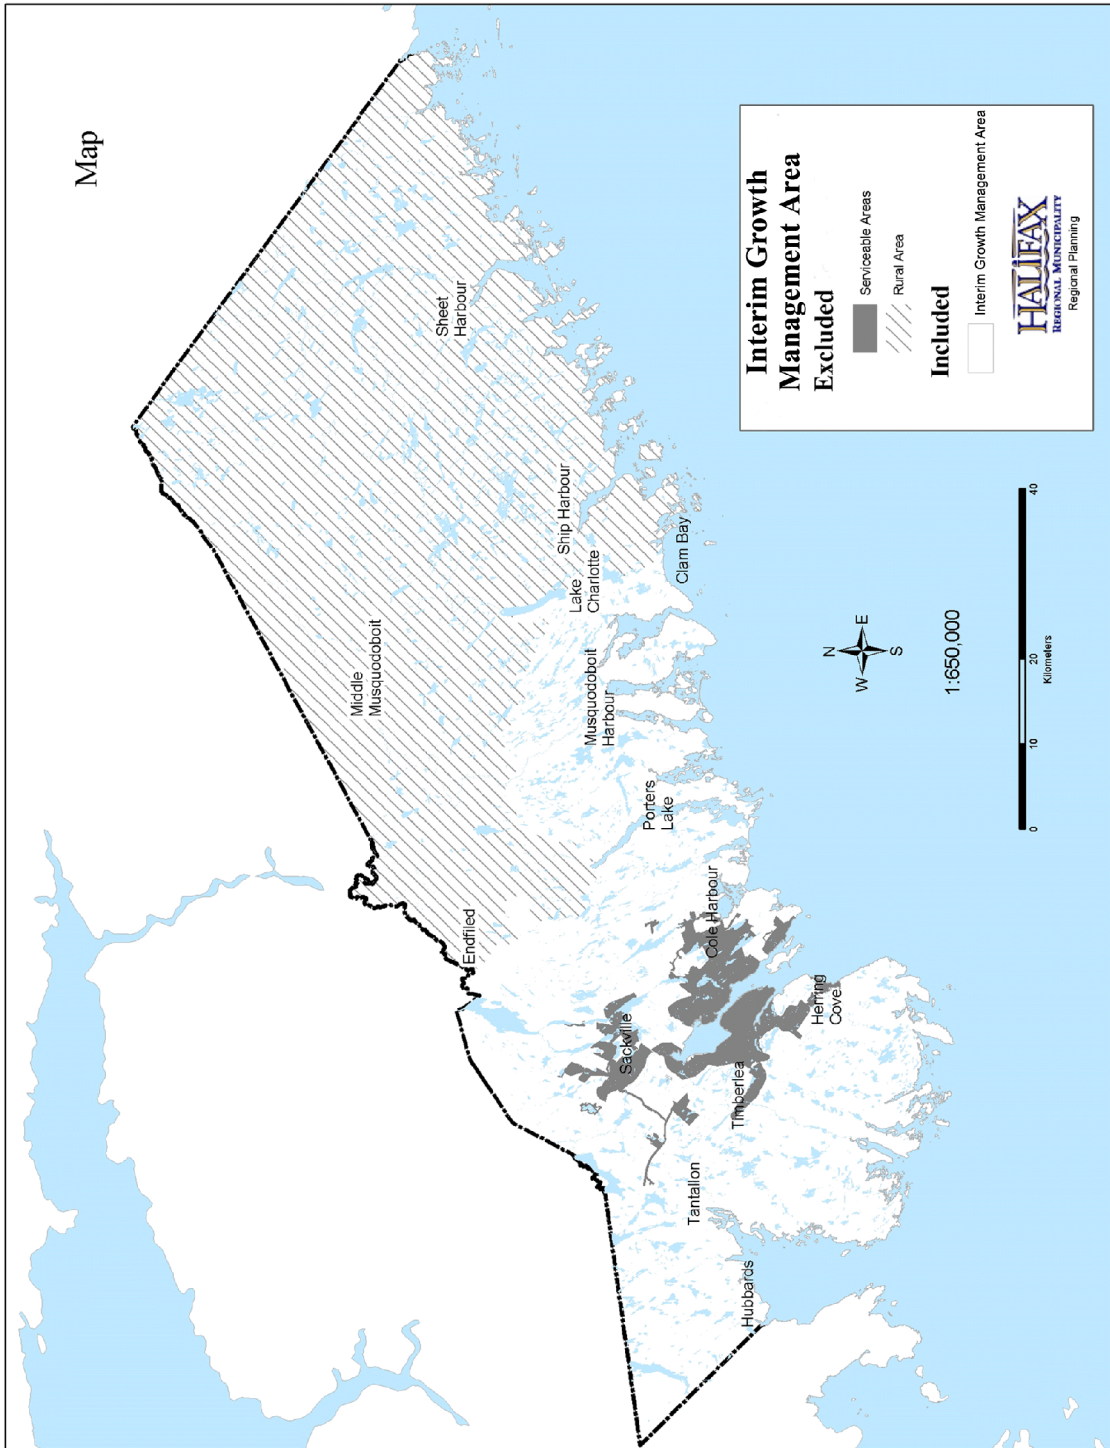 Map
Sheet
Harbour
Ship Harbour
Lake
Charlotte
Clam Bay
Middle
Musquodoboit
Musquodoboit
Harbour
Porters
Lake
Endfiled
Cole Harbour
Sackville
Herring
Cove
Timberlea
Tantallon
Hubbards
N
W
E
S
1:650,000
0
10
20
40
Kilometers
Interim Growth
Management Area
Excluded
Serviceable Areas
Rural Area
Included
Interim Growth Management Area
HALIFAX
REGIONAL MUNICIPALITY
Regional Planning